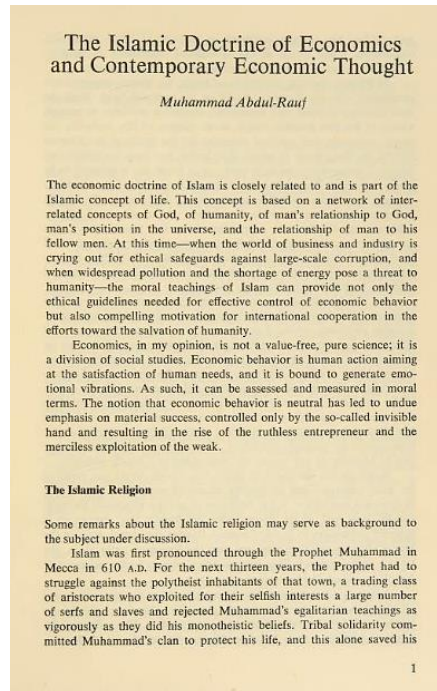 The Islamic Doctrine of Economics
and Contemporary Economic Thought
Muhammad Abdul-Rauf
The economic doctrine of Islam is closely related to and is part of the
Islamic concept of life. This concept is based on a network of inter-
related concepts of God, of humanity, of man's relationship to God,
man's position in the universe, and the relationship of man to his
fellow men. At this time—when the world of business and industry is
crying out for ethical safeguards against large-scale corruption, and
when widespread pollution and the shortage of energy pose a threat to
humanity—the moral teachings of Islam can provide not only the
ethical guidelines needed for effective control of economic behavior
but also compelling motivation for international cooperation in the
efforts toward the salvation of humanity.
Economics, in my opinion, is not a value-free, pure science; it is
a division of social studies. Economic behavior is human action aiming
at the satisfaction of human needs, and it is bound to generate emo-
tional vibrations. As such, it can be assessed and measured in moral
terms. The notion that economic behavior is neutral has led to undue
emphasis on material success, controlled only by the so-called invisible
hand and resulting in the rise of the ruthless entrepreneur and the
merciless exploitation of the weak.
The Islamic Religion
Some remarks about the Islamic religion may serve as background to
the subject under discussion.
Islam was first pronounced through the Prophet Muhammad in
Mecca in 610 A.D. For the next thirteen years, the Prophet had to
struggle against the polytheist inhabitants of that town, a trading class
of aristocrats who exploited for their selfish interests a large number
of serfs and slaves and rejected Muhammad's egalitarian teachings as
vigorously as they did his monotheistic beliefs. Tribal solidarity com-
mitted Muhammad's clan to protect his life, and this alone saved his
1